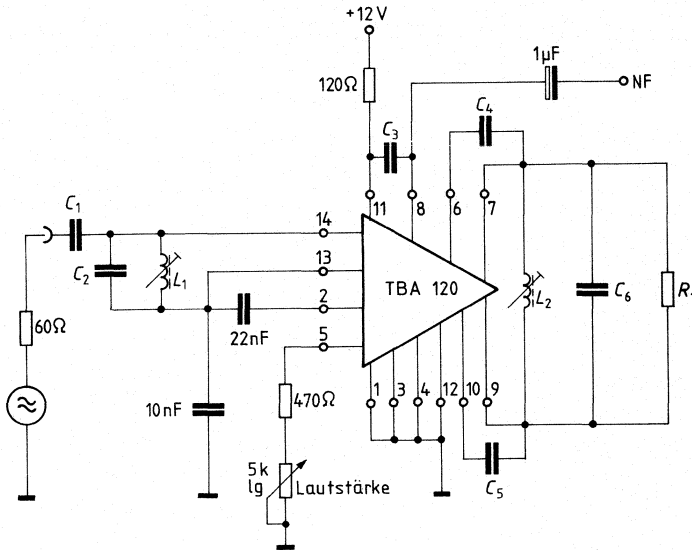 +12V
120Ω
1µF
NF
C₃
C₄
C₁
14
11
8
6
7
C₂
L₁
13
TBA 120
L₂
C₆
60Ω
2
22nF
5
10nF
470Ω
1
3
4
12
10
9
5k
lg
Lautstärke
C₅